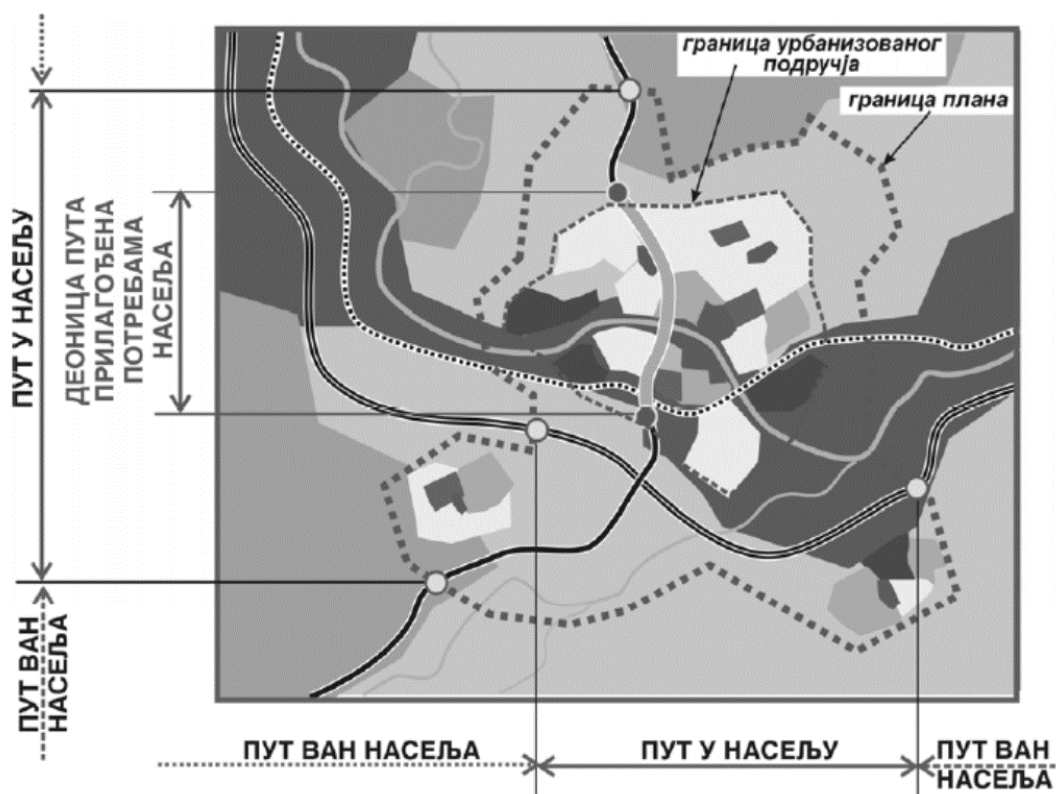 граница урбанизованог
подручја
граница плана
ПУТ У НАСЕЉУ
ДЕОНИЦА ПУТА
ПРИЛАГОЂЕНА
ПОТРЕБАМА
НАСЕЉА
ПУТ ВАН
НАСЕЉА
ПУТ ВАН НАСЕЉА
ПУТ У НАСЕЉУ
ПУТ ВАН
НАСЕЉА